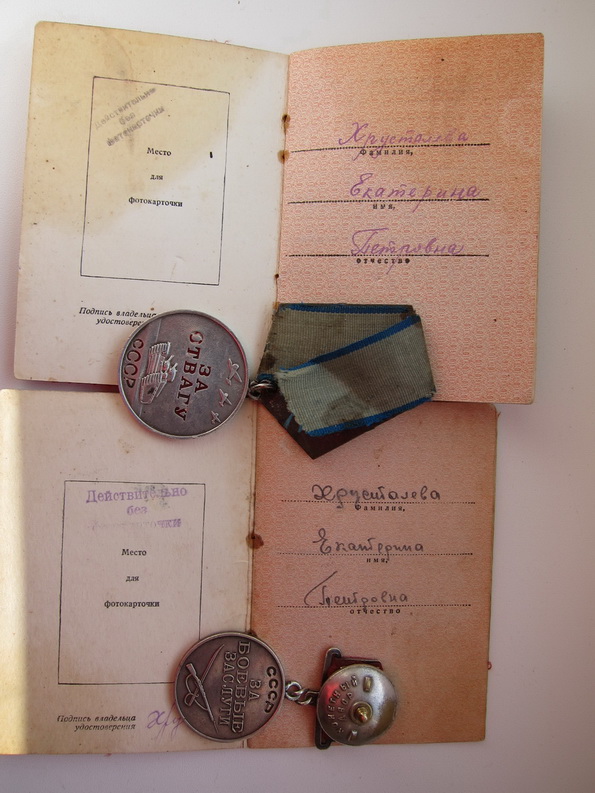 Действительно
без
фотокарточки
Место
для
фотокарточки
Подпись владельца
удостоверения
Хрусталева
Фамилия,
Екатерина
имя,
Петровна
отчество
ЗА
ОТВАГУ
СССР
Действительно
без
Место
для
фотокарточки
Подпись владельца
удостоверения
Хрусталева
Фамилия,
Екатерина
имя,
Петровна
отчество
СССР
ЗА
БОЕВЫЕ
ЗАСЛУГИ